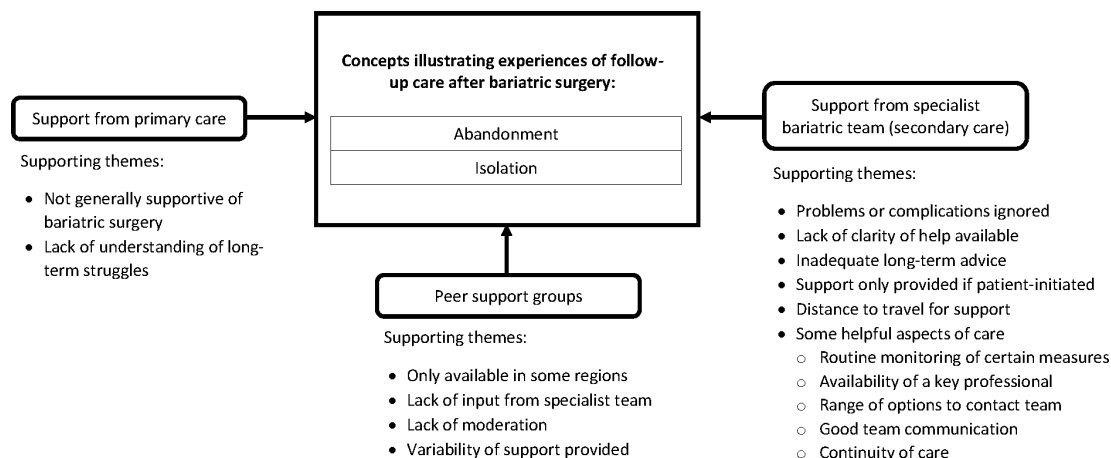 Concepts illustrating experiences of follow-
up care after bariatric surgery:
Abandonment
Isolation
Support from primary care
Supporting themes:
• Not generally supportive of
bariatric surgery
• Lack of understanding of long-
term struggles
Peer support groups
Supporting themes:
• Only available in some regions
• Lack of input from specialist team
• Lack of moderation
• Variability of support provided
Support from specialist
bariatric team (secondary care)
Supporting themes:
• Problems or complications ignored
• Lack of clarity of help available
• Inadequate long-term advice
• Support only provided if patient-initiated
• Distance to travel for support
• Some helpful aspects of care
○ Routine monitoring of certain measures
○ Availability of a key professional
○ Range of options to contact team
○ Good team communication
○ Continuity of care